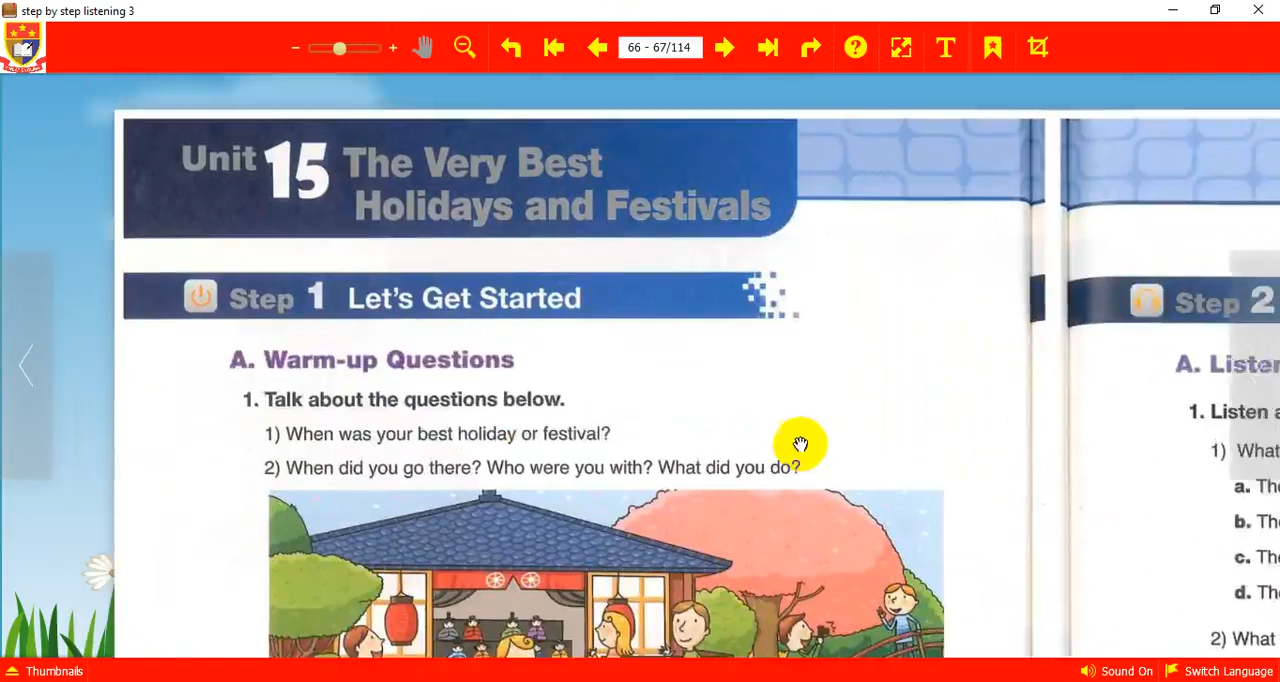 step by step listening 3
66 - 67/114
Unit 15 The Very Best
Holidays and Festivals
Step 1 Let's Get Started
A. Warm-up Questions
1. Talk about the questions below.
1) When was your best holiday or festival?
2) When did you go there? Who were you with? What did you do?
Step 2
A. Listen
1. Listen a
1) What
a. The
b. The
c. The
d. The
2) What
Thumbnails
Sound On
Switch Language